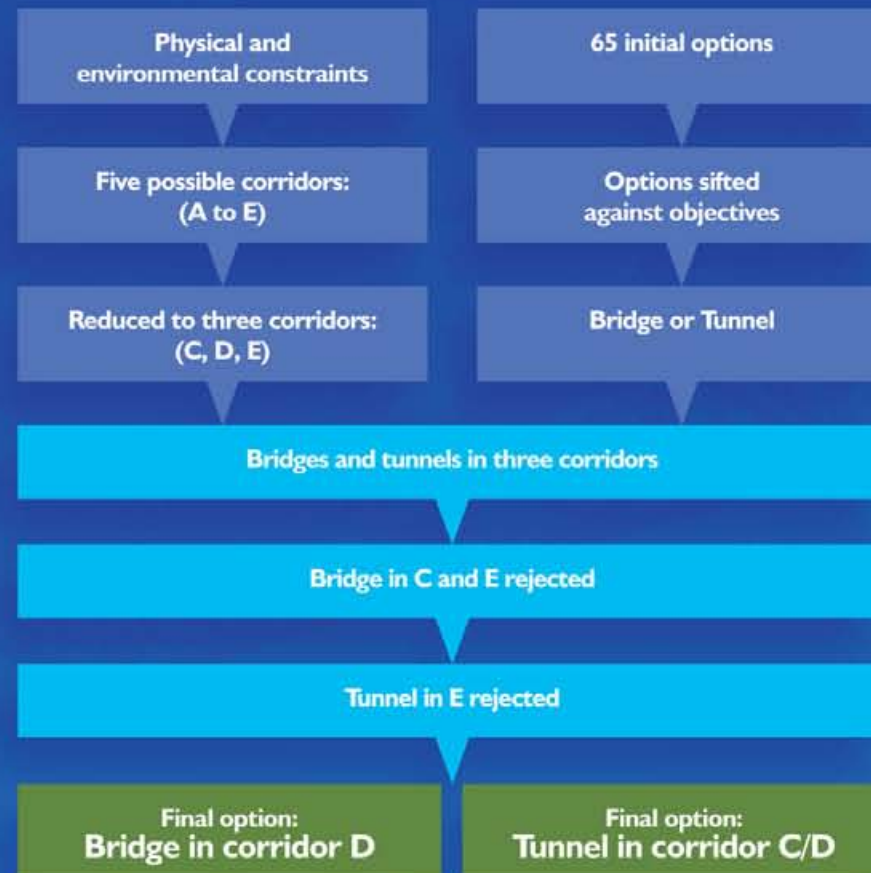 Physical and
environmental constraints
65 initial options
Five possible corridors:
(A to E)
Options sifted
against objectives
Reduced to three corridors:
(C, D, E)
Bridge or Tunnel
Bridges and tunnels in three corridors
Bridge in C and E rejected
Tunnel in E rejected
Final option:
Bridge in corridor D
Final option:
Tunnel in corridor C/D